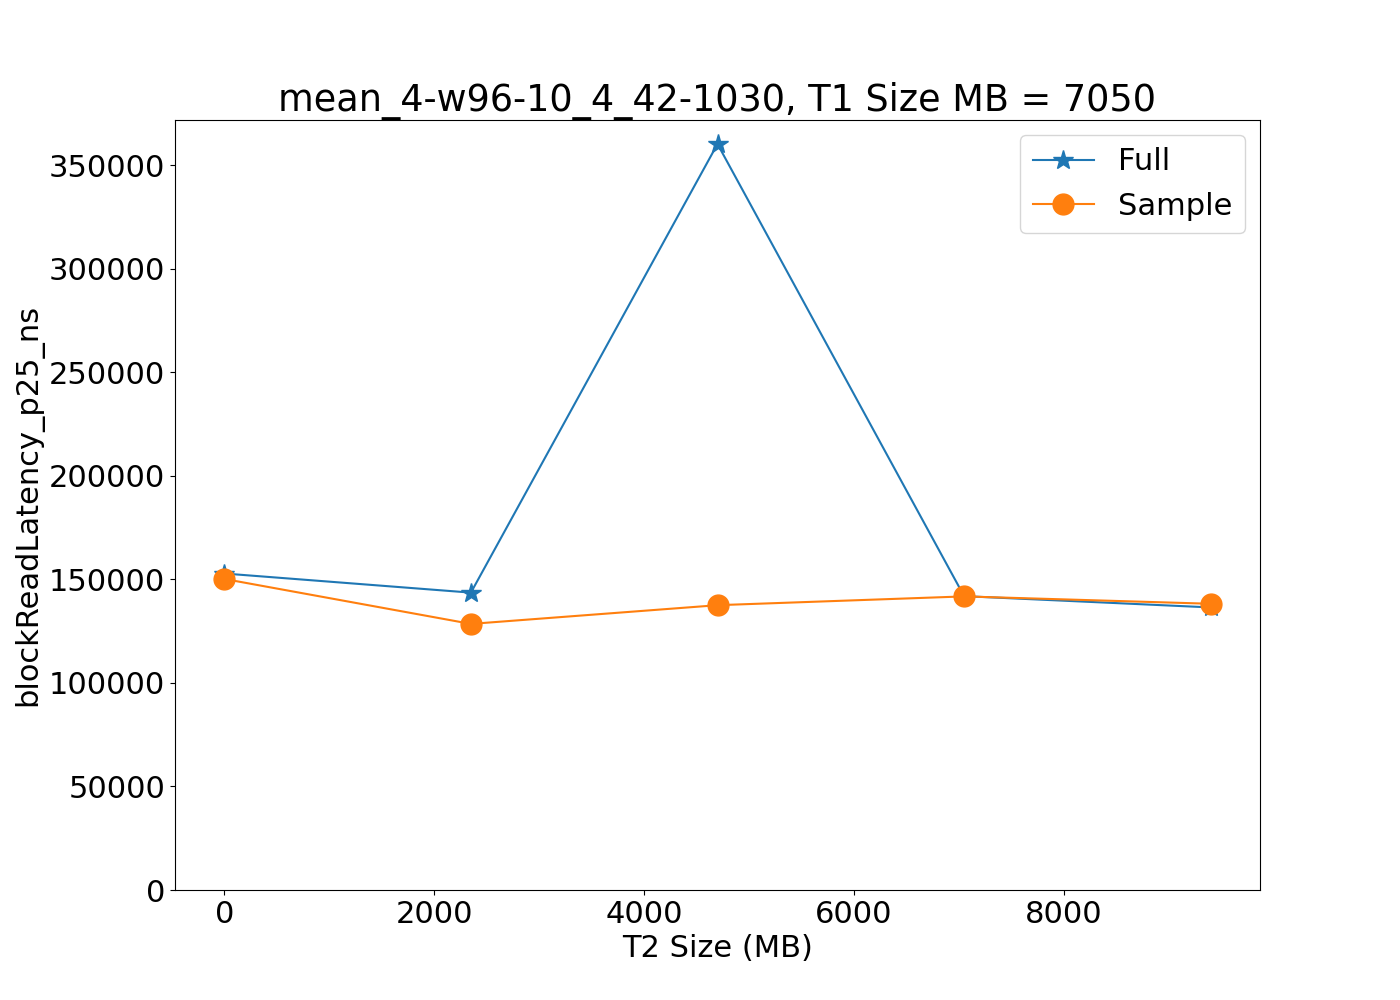 mean_4-w96-10_4_42-1030, T1 Size MB = 7050
Full
Sample
350000
300000
250000
200000
150000
100000
50000
0
blockReadLatency_p25_ns
0 2000 4000 6000 8000
T2 Size (MB)